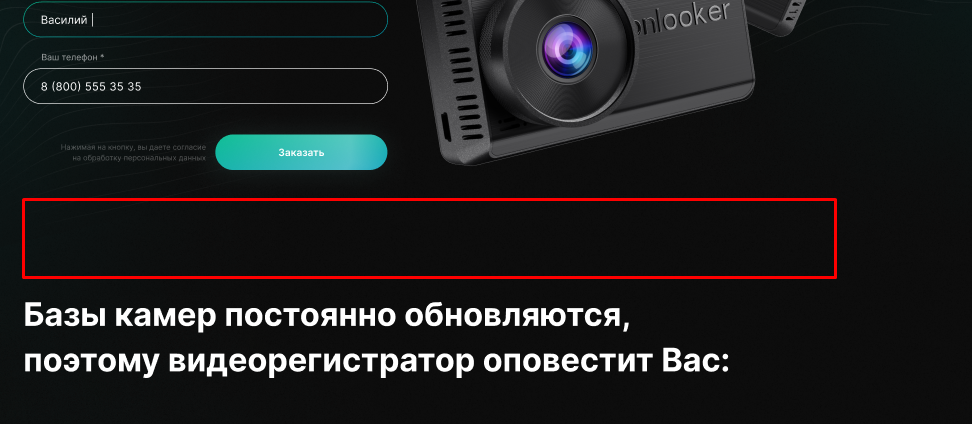 Василий
Ваш телефон *
8 (800) 555 35 35
Нажимая на кнопку, вы даете согласие
на обработку персональных данных
Заказать
onlooker
Базы камер постоянно обновляются,
поэтому видеорегистратор оповестит Вас: